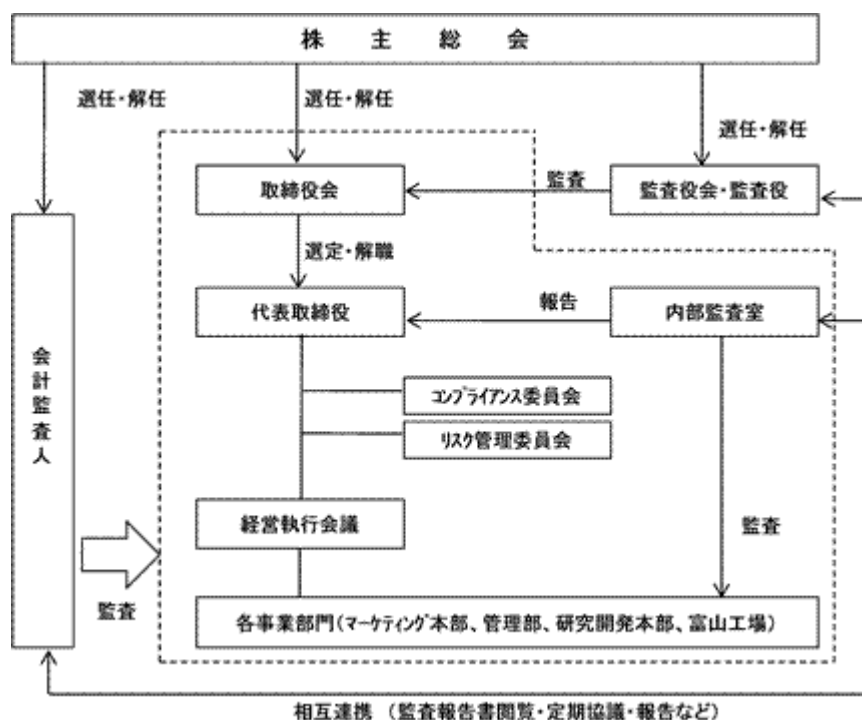 株主総会
選任・解任
選任・解任
選任・解任
取締役会
監査
監査役会・監査役
選定・解職
代表取締役
報告
内部監査室
会計監査人
コンプライアンス委員会
リスク管理委員会
経営執行会議
監査
監査
各事業部門(マーケティング本部、管理部、研究開発本部、富山工場)
相互連携 (監査報告書閲覧・定期協議・報告など)